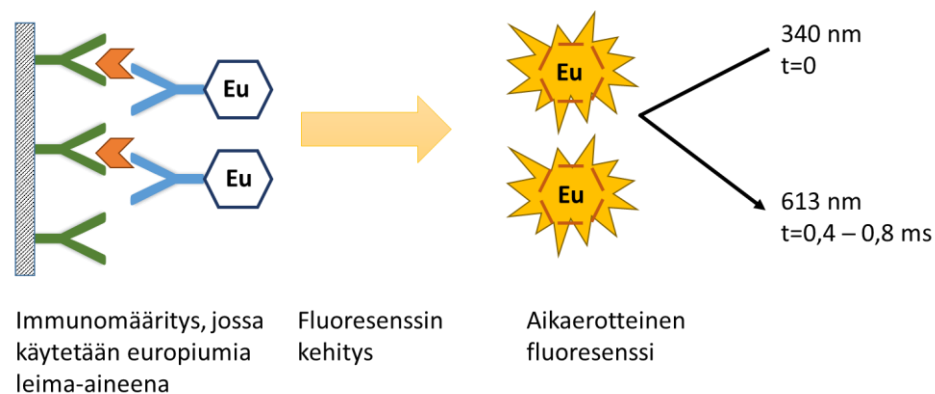 Eu
Eu
Eu
Eu
340 nm
t=0
613 nm
t=0,4 – 0,8 ms
Immunomääritys, jossa
käytetään europiumia
leima-aineena
Fluoresenssin
kehitys
Aikaerotteinen
fluoresenssi